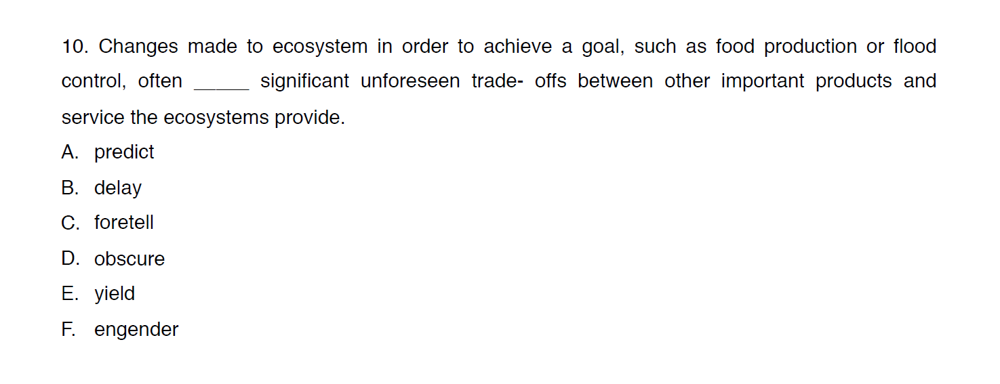 10. Changes made to ecosystem in order to achieve a goal, such as food production or flood
control, often _____ significant unforeseen trade- offs between other important products and
service the ecosystems provide.
A. predict
B. delay
C. foretell
D. obscure
E. yield
F. engender